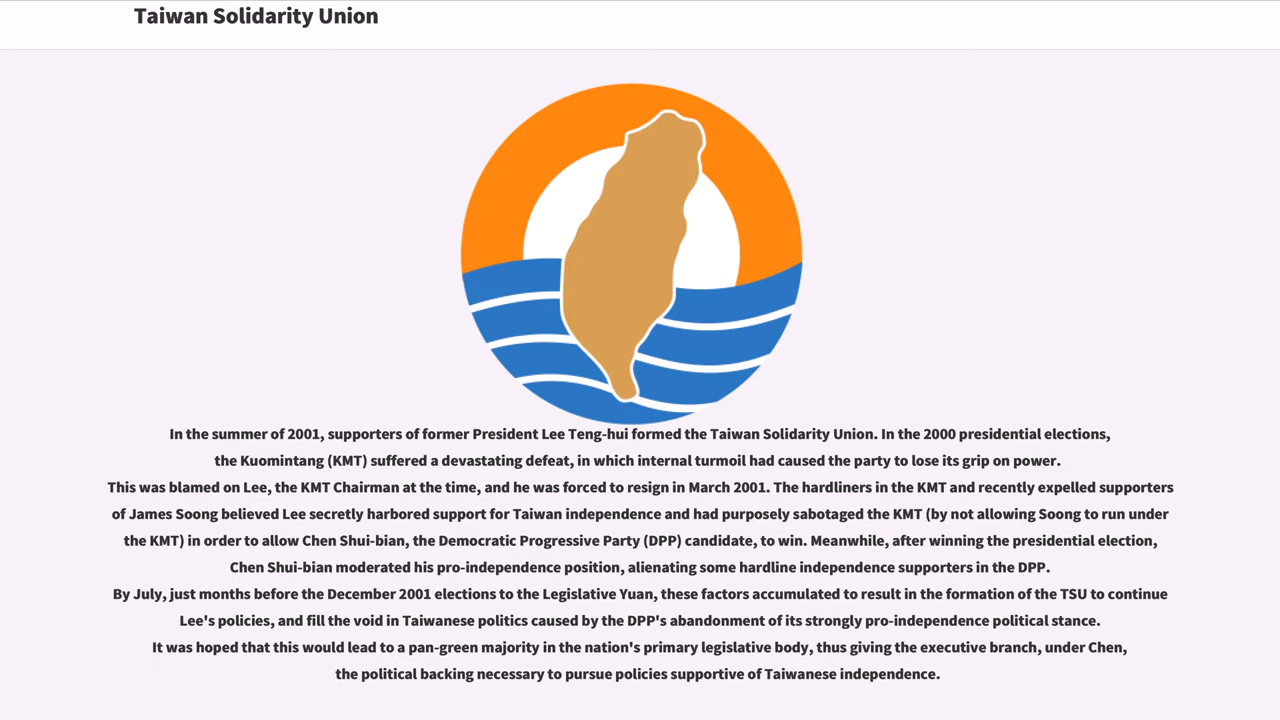 Taiwan Solidarity Union
In the summer of 2001, supporters of former President Lee Teng-hui formed the Taiwan Solidarity Union. In the 2000 presidential elections,
the Kuomintang (KMT) suffered a devastating defeat, in which internal turmoil had caused the party to lose its grip on power.
This was blamed on Lee, the KMT Chairman at the time, and he was forced to resign in March 2001. The hardliners in the KMT and recently expelled supporters
of James Soong believed Lee secretly harbored support for Taiwan independence and had purposely sabotaged the KMT (by not allowing Soong to run under
the KMT) in order to allow Chen Shui-bian, the Democratic Progressive Party (DPP) candidate, to win. Meanwhile, after winning the presidential election,
Chen Shui-bian moderated his pro-independence position, alienating some hardline independence supporters in the DPP.
By July, just months before the December 2001 elections to the Legislative Yuan, these factors accumulated to result in the formation of the TSU to continue
Lee's policies, and fill the void in Taiwanese politics caused by the DPP's abandonment of its strongly pro-independence political stance.
It was hoped that this would lead to a pan-green majority in the nation's primary legislative body, thus giving the executive branch, under Chen,
the political backing necessary to pursue policies supportive of Taiwanese independence.